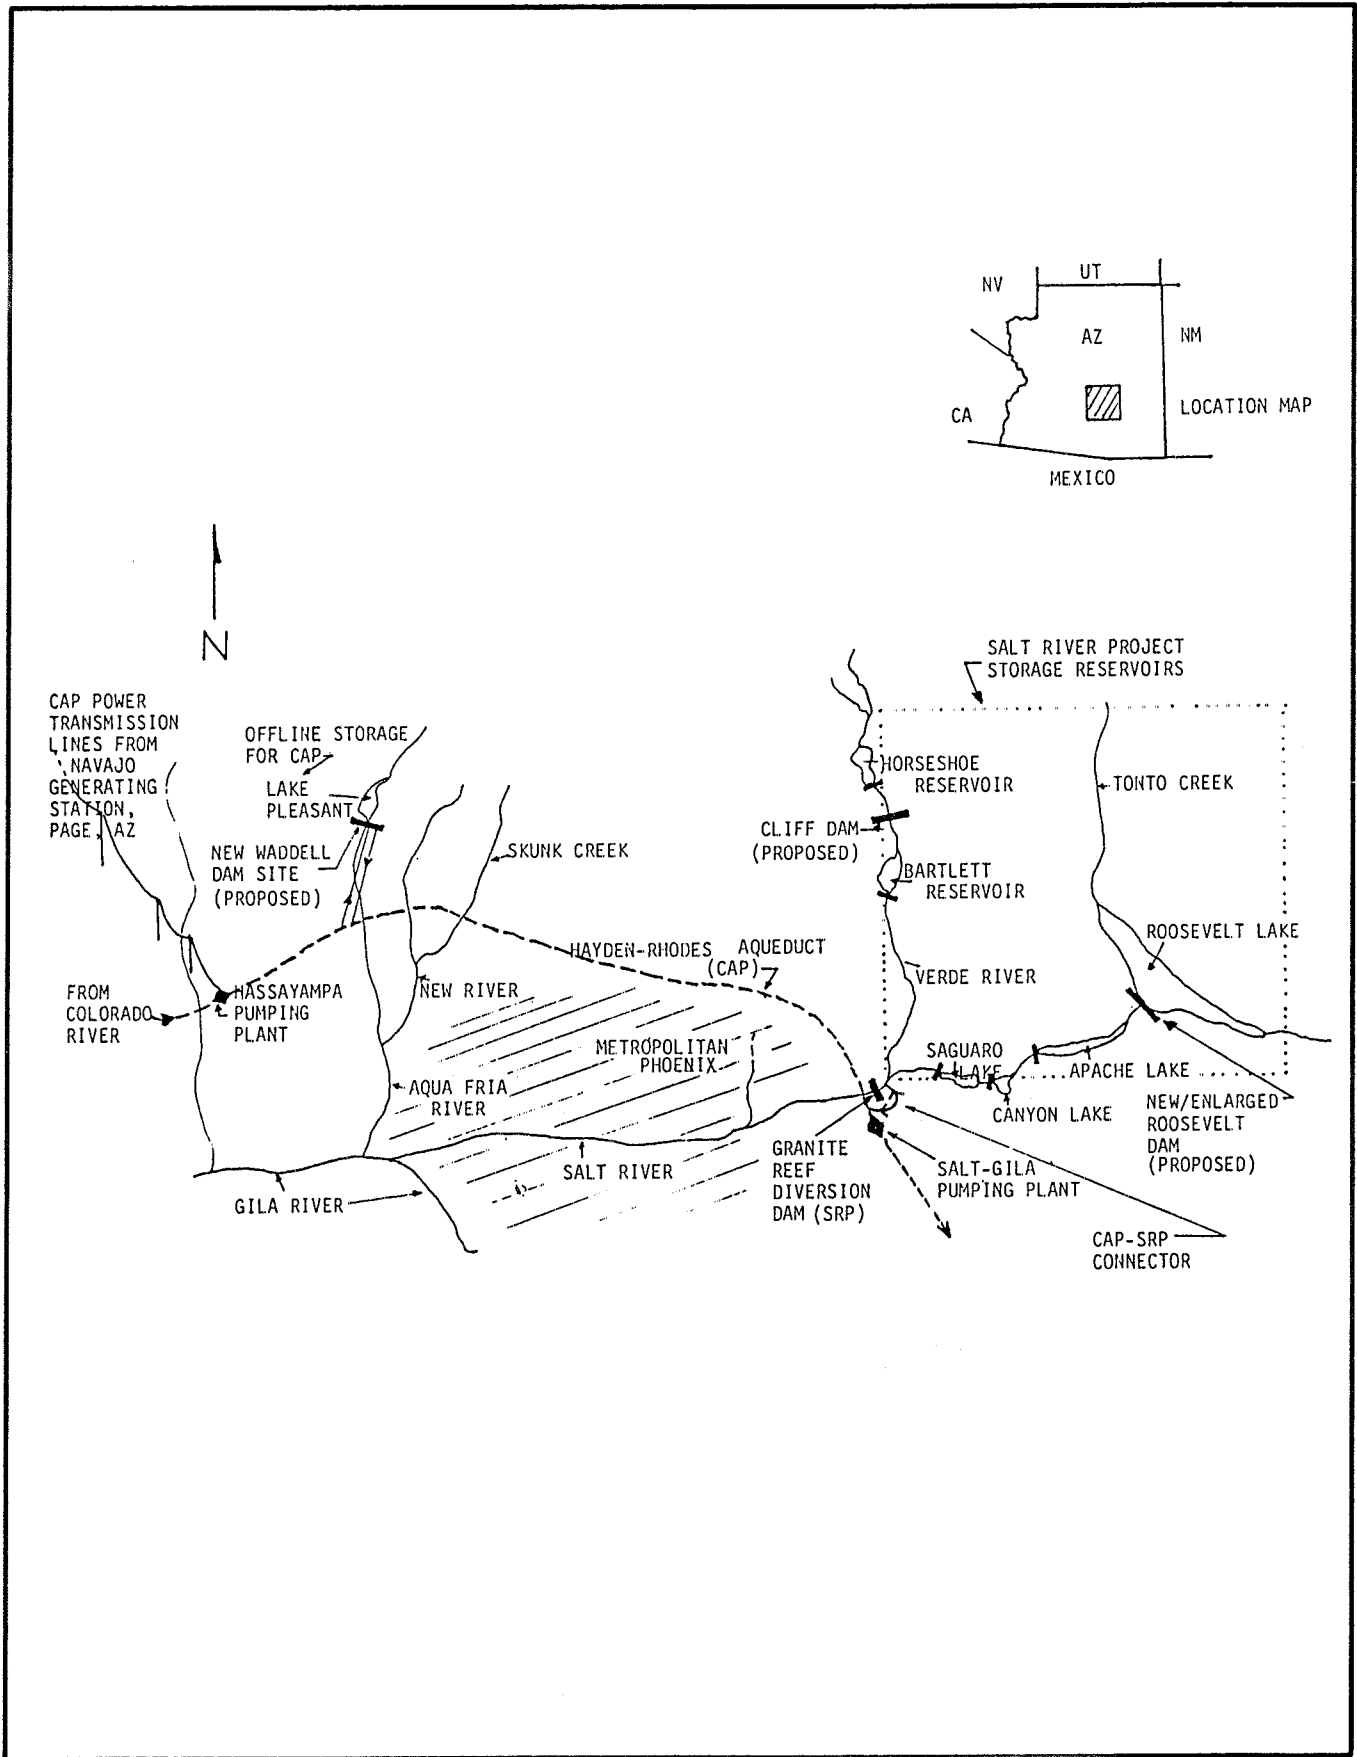 NV
UT
AZ
NM
CA
LOCATION MAP
MEXICO
N
SALT RIVER PROJECT
STORAGE RESERVOIRS
CAP POWER
TRANSMISSION
LINES FROM
NAVAJO
GENERATING
STATION,
PAGE, AZ
OFFLINE STORAGE
FOR CAP
LAKE
PLEASANT
NEW WADDELL
DAM SITE
(PROPOSED)
SKUNK CREEK
HORSESHOE
RESERVOIR
TONTO CREEK
CLIFF DAM
(PROPOSED)
BARTLETT
RESERVOIR
ROOSEVELT LAKE
HAYDEN-RHODES AQUEDUCT
(CAP)
VERDE RIVER
FROM
COLORADO
RIVER
HASSAYAMPA
PUMPING
PLANT
NEW RIVER
METROPOLITAN
PHOENIX
SAGUARO
LAKE
APACHE LAKE
CANYON LAKE
AQUA FRIA
RIVER
NEW/ENLARGED
ROOSEVELT
DAM
(PROPOSED)
GRANITE
REEF
DIVERSION
DAM (SRP)
SALT RIVER
SALT-GILA
PUMPING PLANT
GILA RIVER
CAP-SRP
CONNECTOR